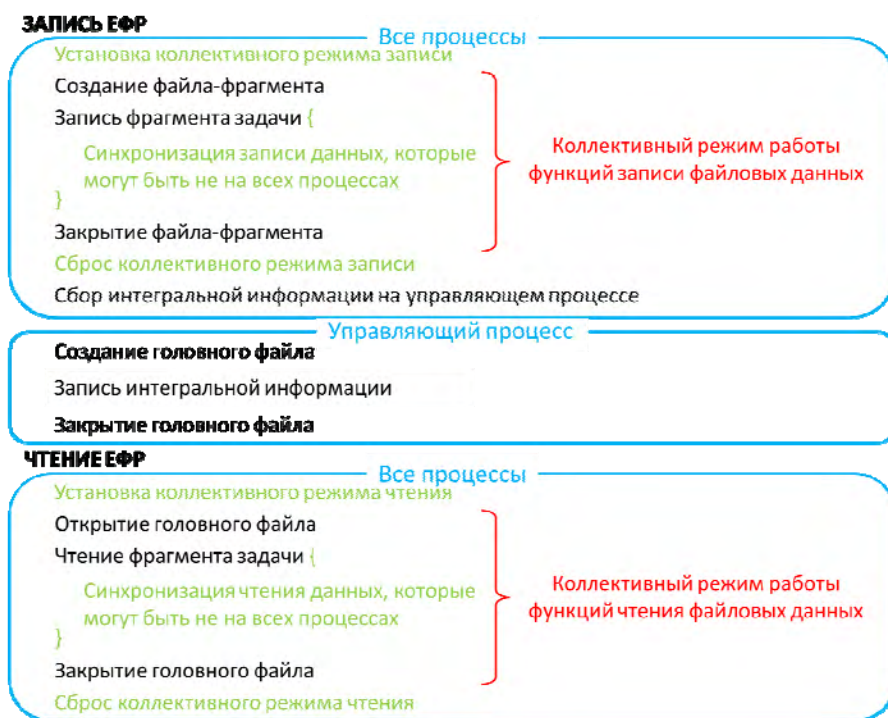 ЗАПИСЬ ЕФР
Все процессы
Установка коллективного режима записи
Создание файла-фрагмента
Запись фрагмента задачи {
Синхронизация записи данных, которые
могут быть не на всех процессах
}
Коллективный режим работы
функций записи файловых данных
Закрытие файла-фрагмента
Сброс коллективного режима записи
Сбор интегральной информации на управляющем процессе
Управляющий процесс
Создание головного файла
Запись интегральной информации
Закрытие головного файла
ЧТЕНИЕ ЕФР
Все процессы
Установка коллективного режима чтения
Открытие головного файла
Чтение фрагмента задачи {
Синхронизация чтения данных, которые
могут быть не на всех процессах
}
Коллективный режим работы
функций чтения файловых данных
Закрытие головного файла
Сброс коллективного режима чтения